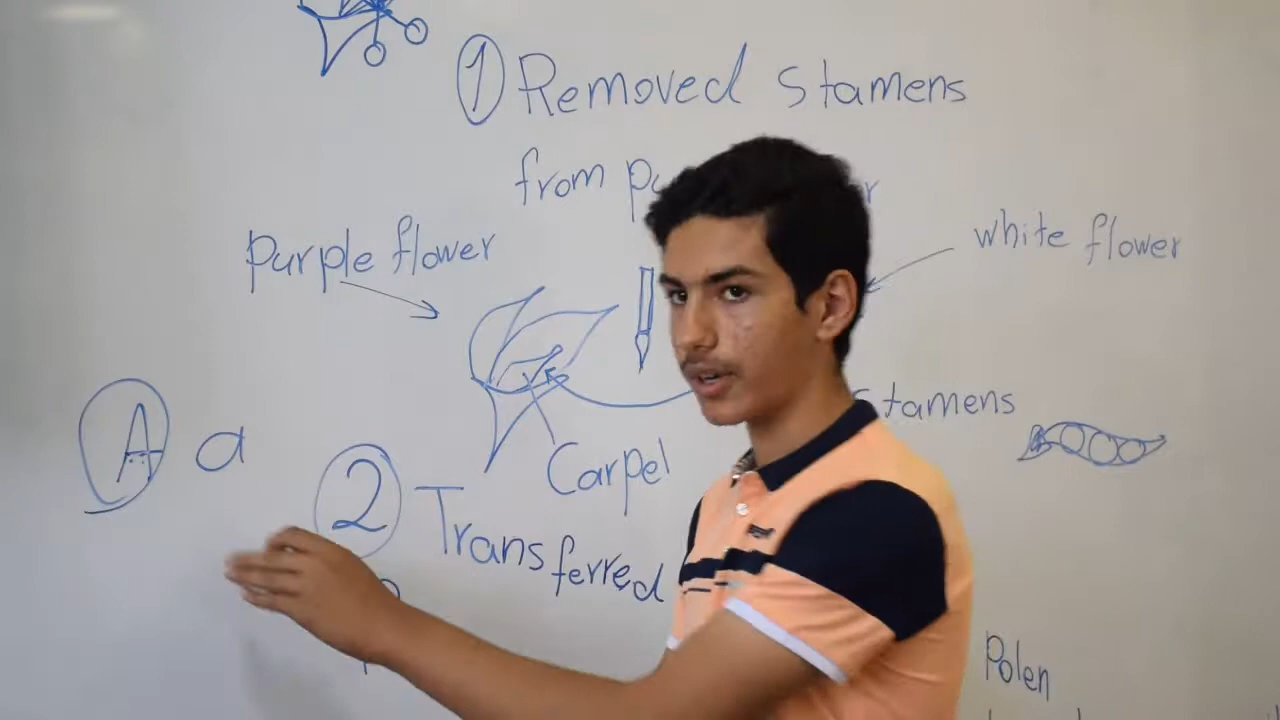 ① Removed stamens
from
purple flower
white flower
stamens
A a
Carpel
② Transferred
Polen